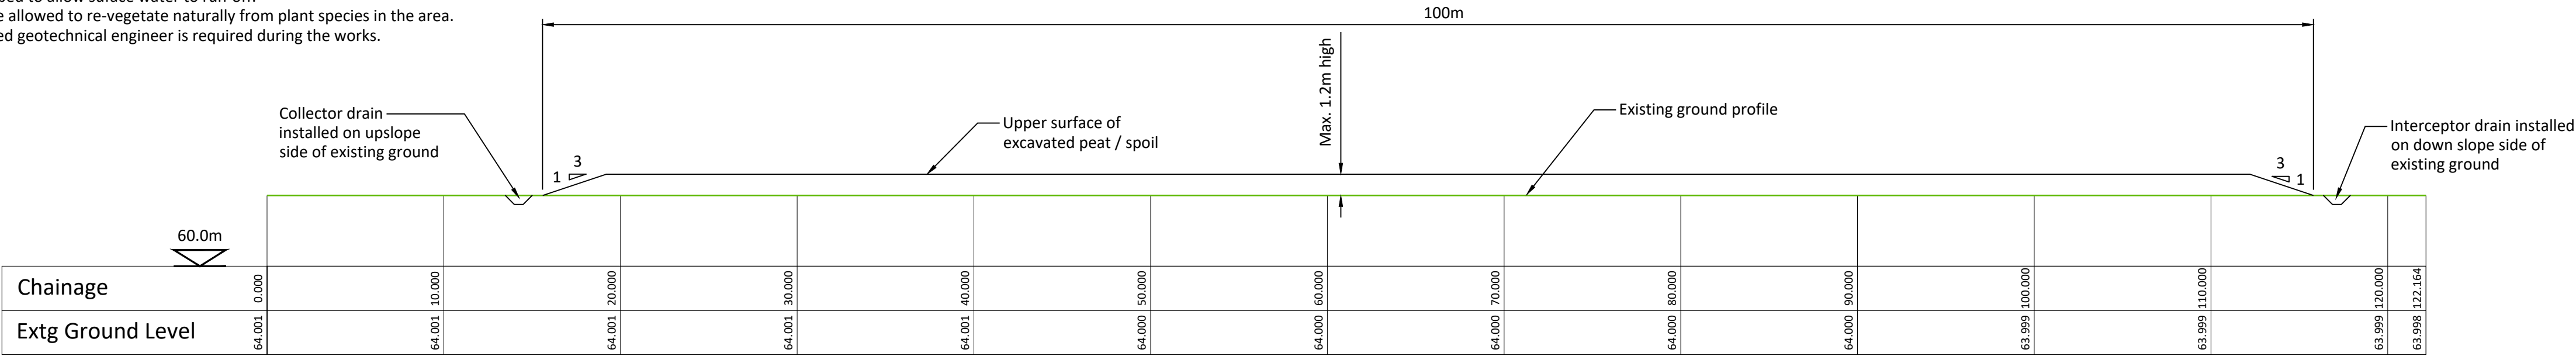 e allowed to re-vegetate naturally from plant species in the area.
ed geotechnical engineer is required during the works.
100m
Max. 1.2m high
Collector drain
installed on upslope
side of existing ground
Upper surface of
excavated peat / spoil
Existing ground profile
Interceptor drain installed
on down slope side of
existing ground
3
1
3
1
60.0m
Chainage 0.000 10.000 20.000 30.000 40.000 50.000 60.000 70.000 80.000 90.000 100.000 110.000 120.000 122.164
Extg Ground Level 64.001 64.001 64.001 64.001 64.001 64.000 64.000 64.000 64.000 64.000 63.999 63.999 63.999 63.998